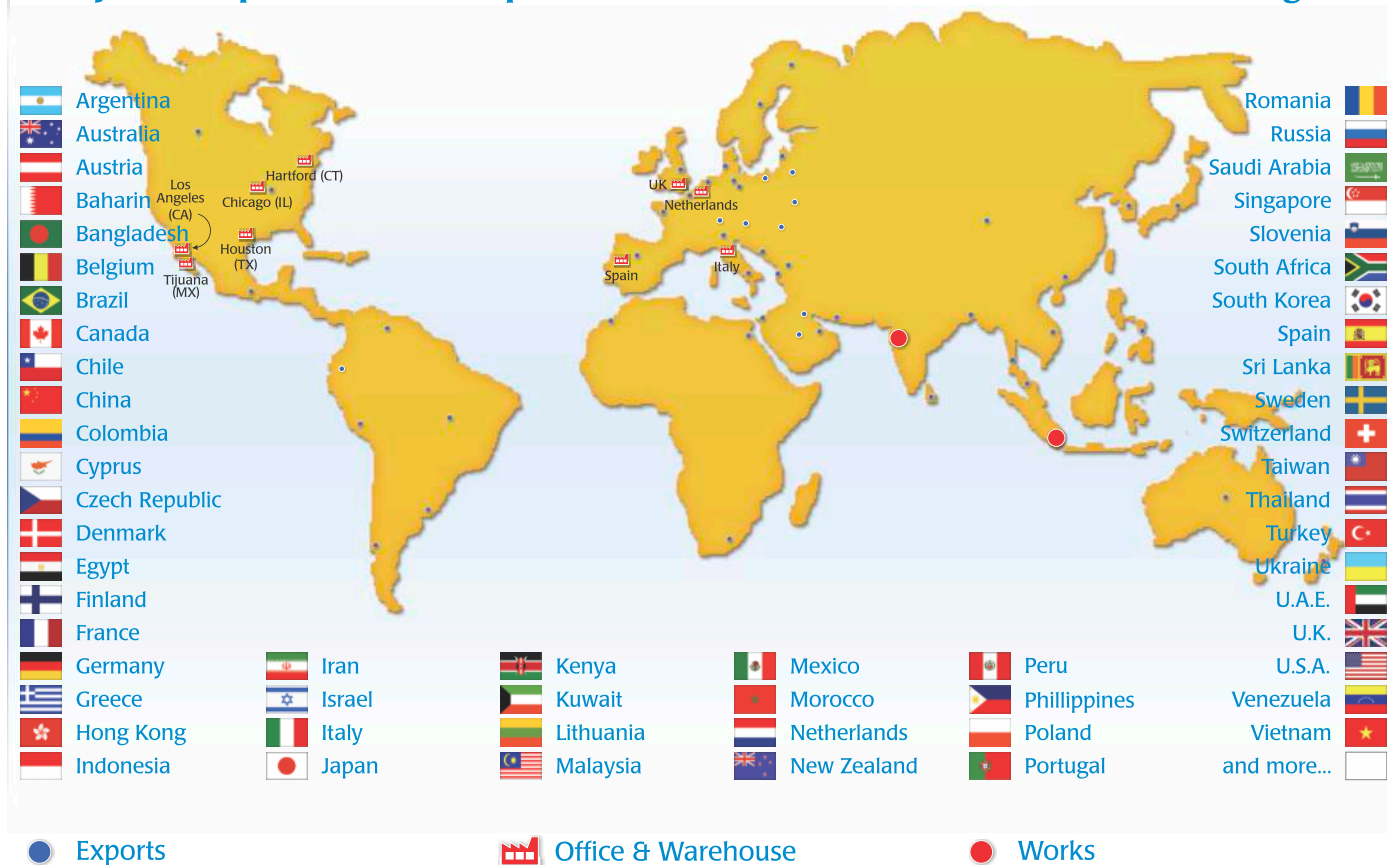 Argentina
Australia
Austria
Baharin
Bangladesh
Belgium
Brazil
Canada
Chile
China
Colombia
Cyprus
Czech Republic
Denmark
Egypt
Finland
France
Germany
Greece
Hong Kong
Indonesia
Iran
Israel
Italy
Japan
Kenya
Kuwait
Lithuania
Malaysia
Mexico
Morocco
Netherlands
New Zealand
Peru
Phillippines
Poland
Portugal
Romania
Russia
Saudi Arabia
Singapore
Slovenia
South Africa
South Korea
Spain
Sri Lanka
Sweden
Switzerland
Taiwan
Thailand
Turkey
Ukraine
U.A.E.
U.K.
U.S.A.
Venezuela
Vietnam
and more...
Hartford (CT)
Los
Angeles
(CA)
Chicago (IL)
Houston
(TX)
Tijuana
(MX)
UK
Netherlands
Spain
Italy
Exports
Office & Warehouse
Works